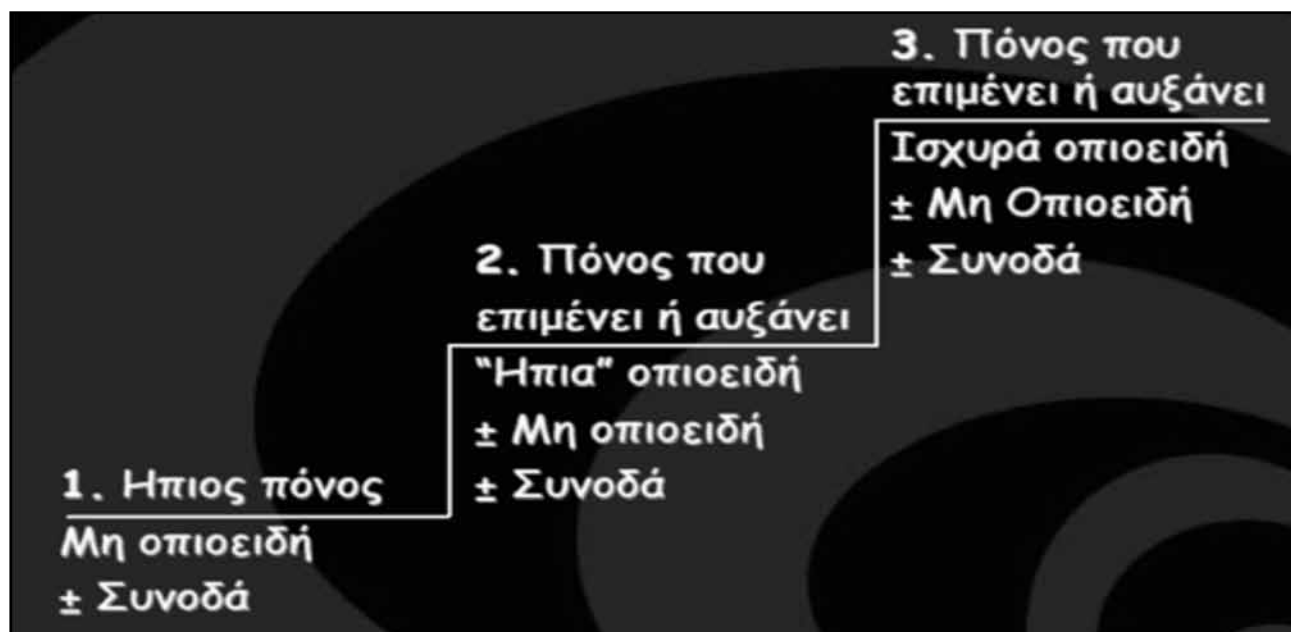 1. Ηπιος πόνος
Μη οπιοειδή
± Συνοδά
2. Πόνος που
επιμένει ή αυξάνει
“Ηπια” οπιοειδή
± Μη οπιοειδή
± Συνοδά
3. Πόνος που
επιμένει ή αυξάνει
Ισχυρά οπιοειδή
± Μη Οπιοειδή
± Συνοδά